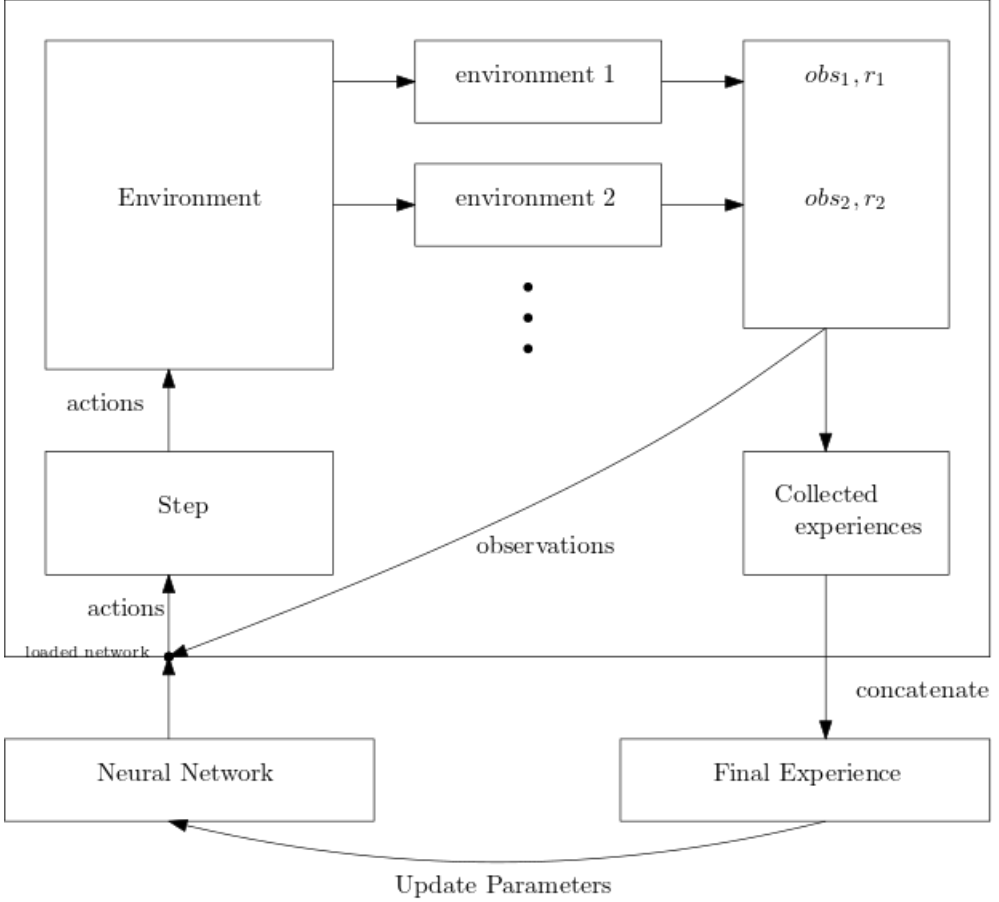 environment 1
obs₁, r₁
Environment
environment 2
obs₂, r₂
actions
Step
Collected
experiences
observations
actions
loaded network
concatenate
Neural Network
Final Experience
Update Parameters